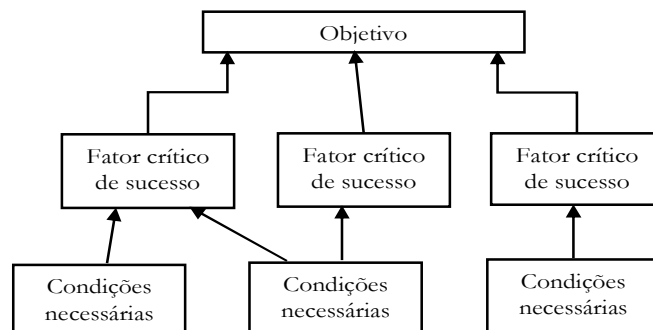 Objetivo
Fator crítico
de sucesso
Fator crítico
de sucesso
Fator crítico
de sucesso
Condições
necessárias
Condições
necessárias
Condições
necessárias